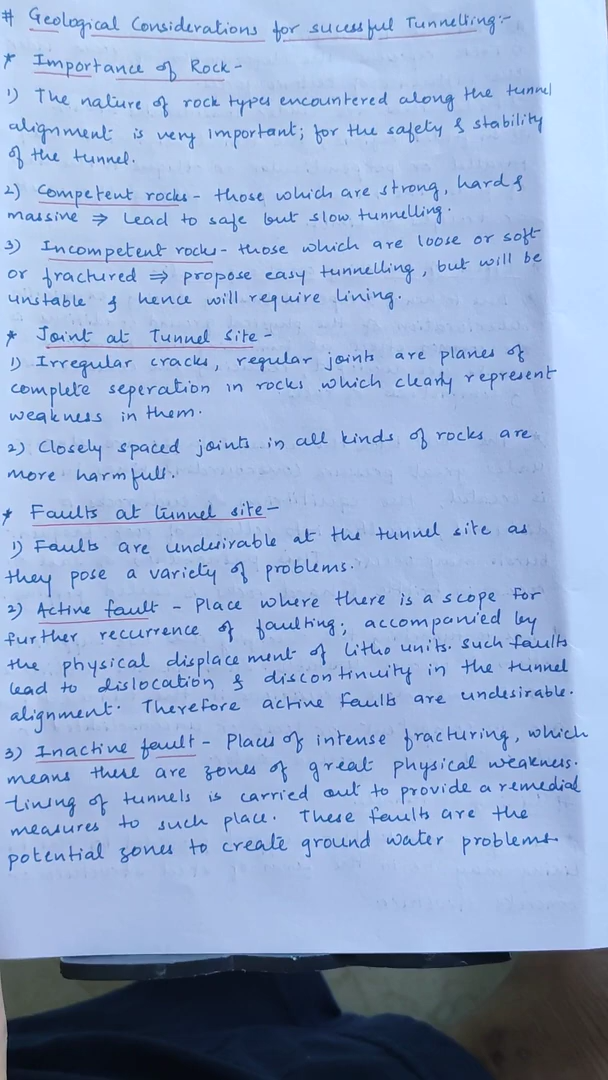 # Geological Considerations for sucessful Tunnelling:-
* Importance of Rock -
1) The nature of rock types encountered along the tunnel
alignment is very important; for the safety & stability
of the tunnel.
2) Competent rocks - those which are strong, hard &
massive ⇒ Lead to safe but slow tunnelling.
3) Incompetent rocks - those which are loose or soft
or fractured ⇒ propose easy tunnelling, but will be
unstable & hence will require lining.
* Joint at Tunnel site -
1) Irregular cracks, regular joints are planes of
complete seperation in rocks which clearly represent
weakness in them.
2) Closely spaced joints in all kinds of rocks are
more harmfull.
* Faults at tunnel site -
1) Faults are undesirable at the tunnel site as
they pose a variety of problems.
2) Active fault - Place where there is a scope for
further recurrence of faulting; accompanied by
the physical displacement of litho units. Such faults
lead to dislocation & discontinuity in the tunnel
alignment. Therefore active faults are undesirable.
3) Inactive fault - Places of intense fracturing, which
means these are zones of great physical weakness.
Lining of tunnels is carried out to provide a remedial
measures to such place. These faults are the
potential zones to create ground water problems